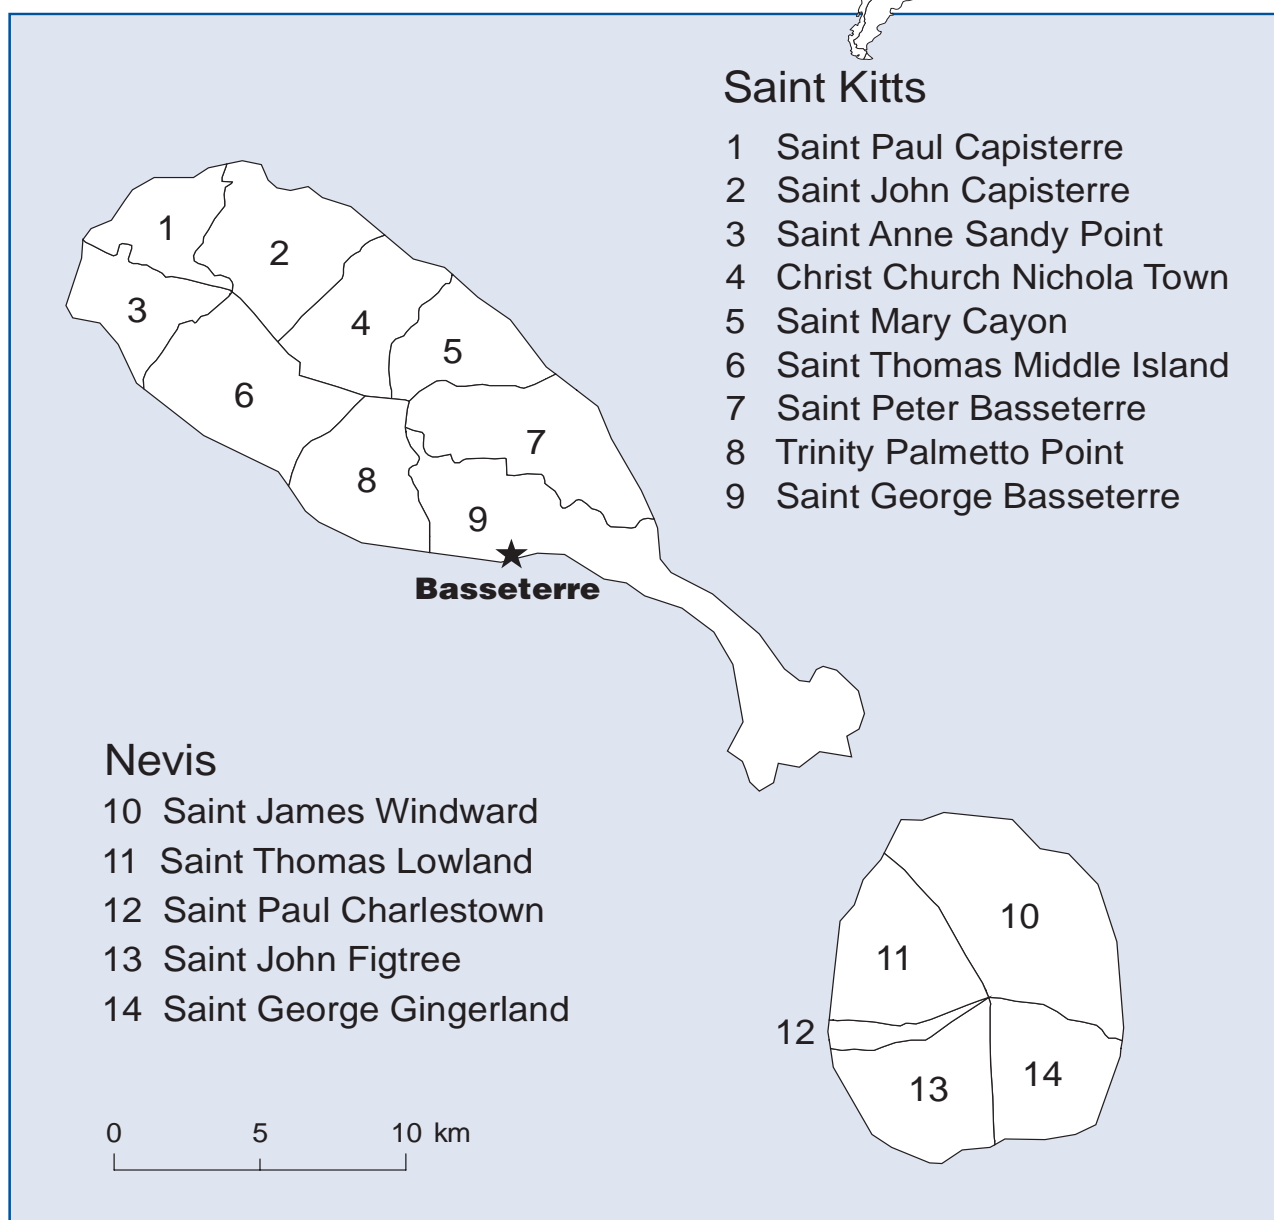 Saint Kitts
1 Saint Paul Capisterre
2 Saint John Capisterre
3 Saint Anne Sandy Point
4 Christ Church Nichola Town
5 Saint Mary Cayon
6 Saint Thomas Middle Island
7 Saint Peter Basseterre
8 Trinity Palmetto Point
9 Saint George Basseterre
1
2
3
4
5
6
7
8
9
Basseterre
Nevis
10 Saint James Windward
11 Saint Thomas Lowland
12 Saint Paul Charlestown
13 Saint John Figtree
14 Saint George Gingerland
10
11
12
13
14
0 5 10 km